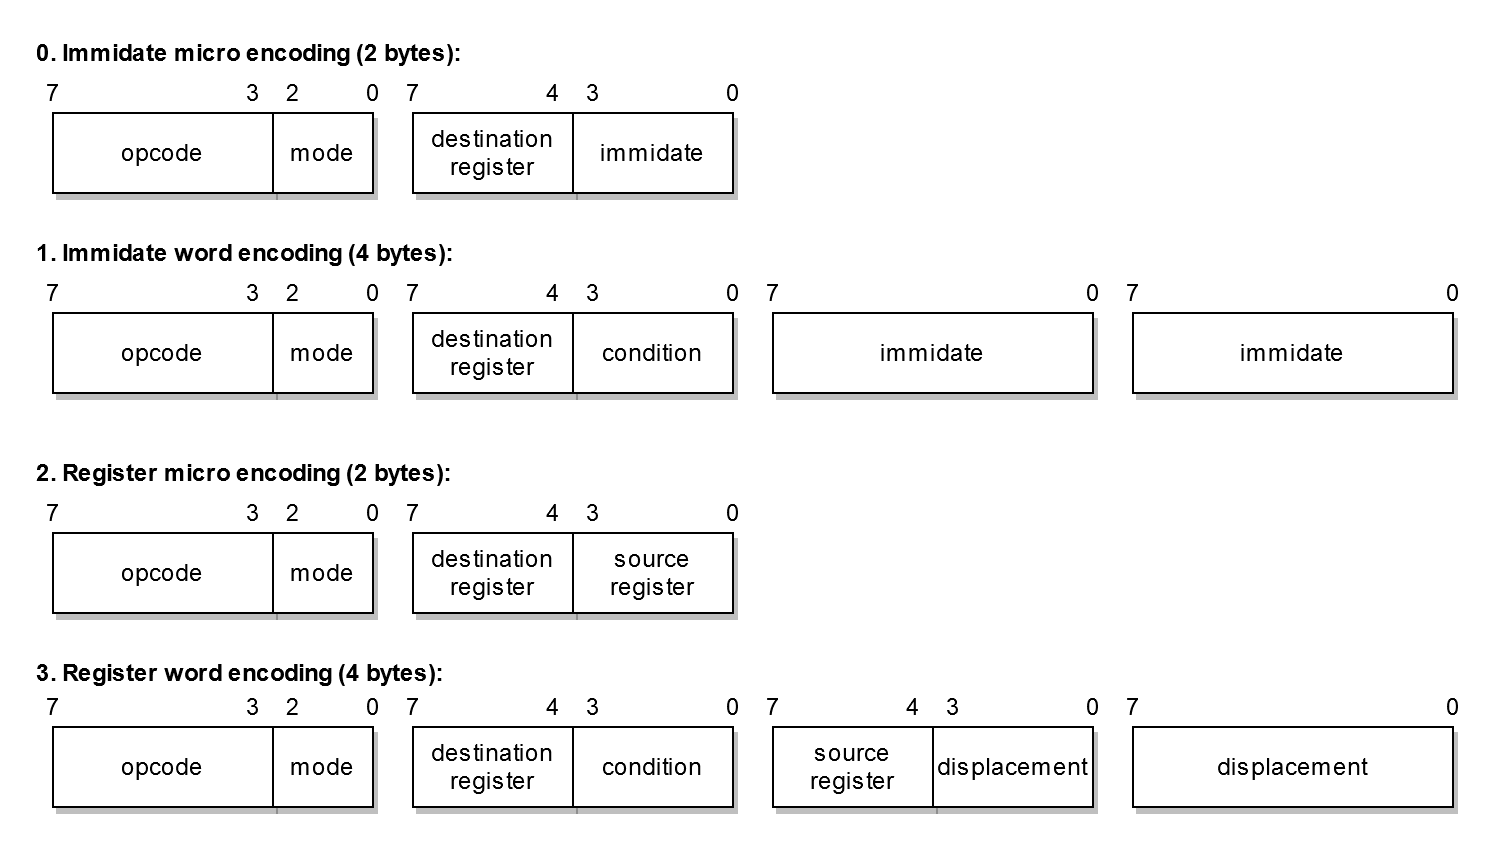 0. Immidate micro encoding (2 bytes):
7 3 2 0 7 4 3 0
opcode mode destination register immidate
1. Immidate word encoding (4 bytes):
7 3 2 0 7 4 3 0 7 0 7 0
opcode mode destination register condition immidate immidate
2. Register micro encoding (2 bytes):
7 3 2 0 7 4 3 0
opcode mode destination register source register
3. Register word encoding (4 bytes):
7 3 2 0 7 4 3 0 7 4 3 0 7 0
opcode mode destination register condition source register displacement displacement